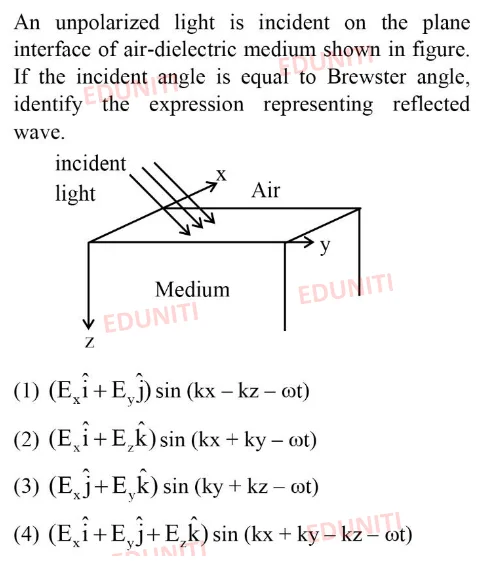 An unpolarized light is incident on the plane
interface of air-dielectric medium shown in figure.
If the incident angle is equal to Brewster angle,
identify the expression representing reflected
wave.
EDUNITI
EDUNITI
incident
light
x
Air
y
Medium
EDUNITI
EDUNITI
z
(1) (Eₓî + Eᵧĵ) sin (kx – kz – ωt)
(2) (Eₓî + E_z k̂) sin (kx + ky – ωt)
(3) (Eₓĵ + Eᵧk̂) sin (ky + kz – ωt)
(4) (Eₓî + Eᵧĵ + E_z k̂) sin (kx + ky – kz – ωt)
EDUNITI